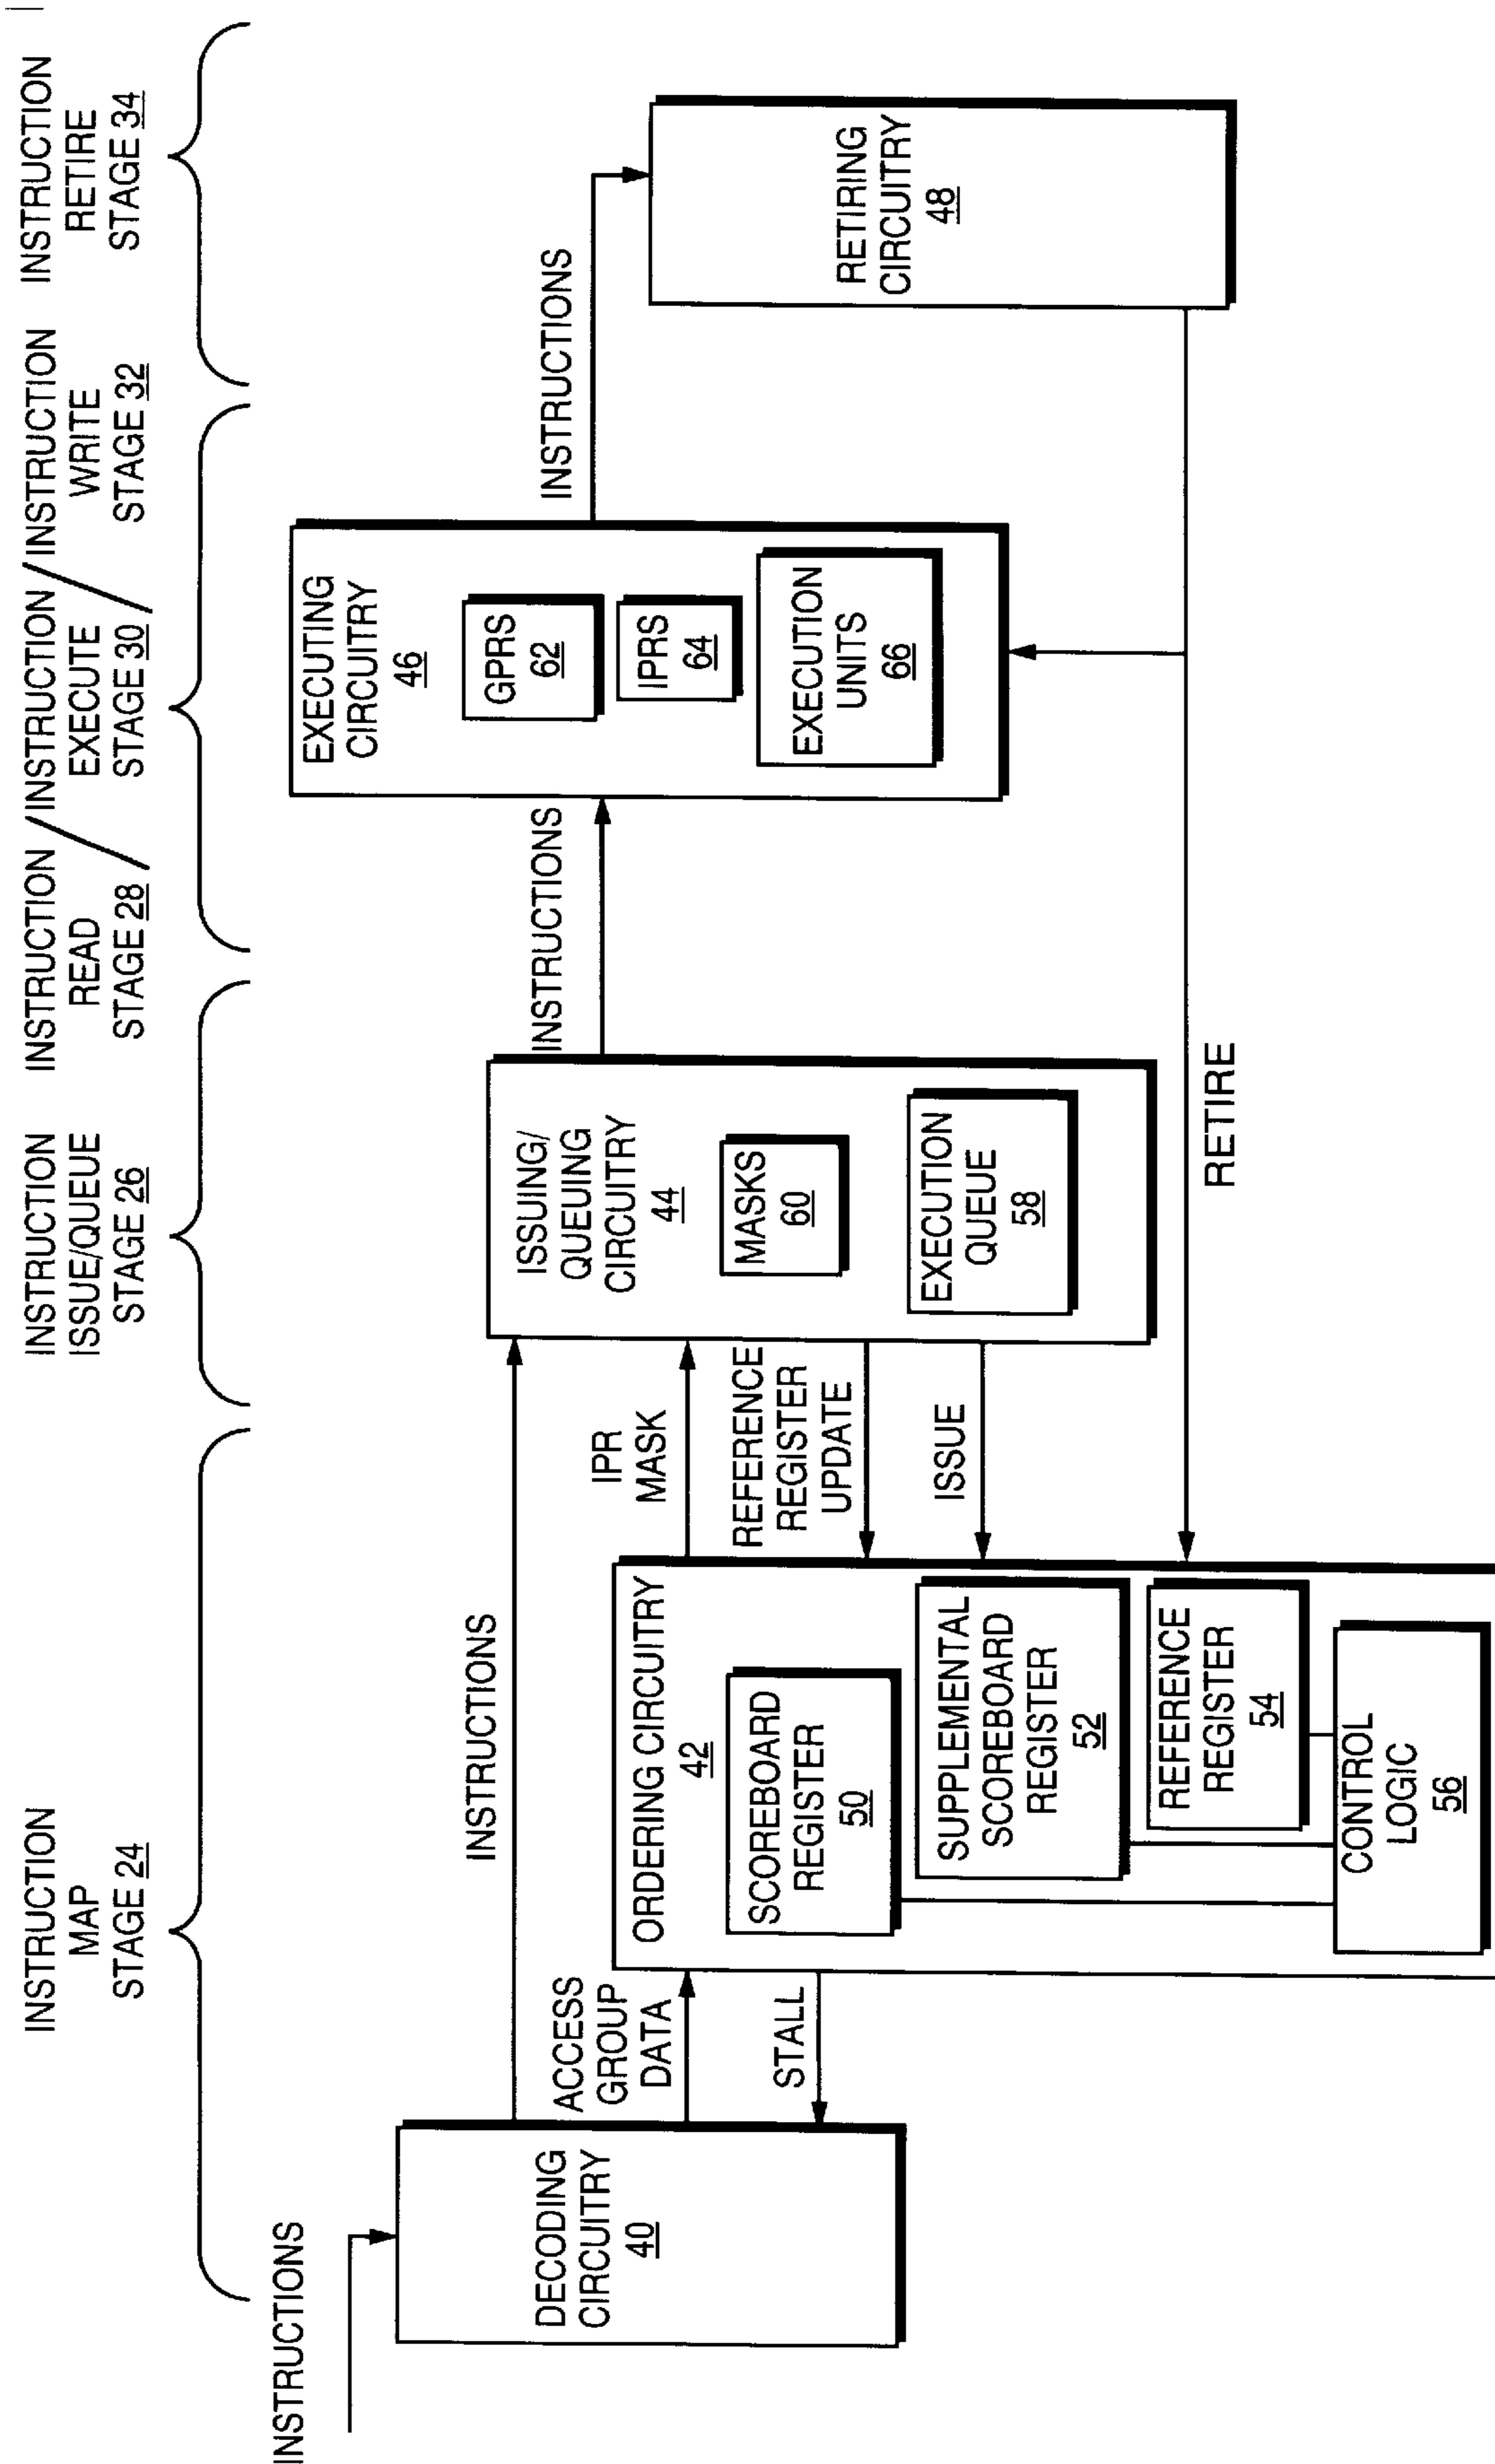 INSTRUCTION
MAP
STAGE 24
INSTRUCTION
ISSUE/QUEUE
STAGE 26
INSTRUCTION / INSTRUCTION / INSTRUCTION
READ EXECUTE WRITE
STAGE 28 / STAGE 30 / STAGE 32
INSTRUCTION
RETIRE
STAGE 34
INSTRUCTIONS
DECODING
CIRCUITRY
40
INSTRUCTIONS
ACCESS
GROUP
DATA
STALL
ORDERING CIRCUITRY
42
SCOREBOARD
REGISTER
50
SUPPLEMENTAL
SCOREBOARD
REGISTER
52
REFERENCE
REGISTER
54
CONTROL
LOGIC
56
IPR
MASK
REFERENCE
REGISTER
UPDATE
ISSUE
ISSUING/
QUEUING
CIRCUITRY
44
MASKS
60
EXECUTION
QUEUE
58
INSTRUCTIONS
EXECUTING
CIRCUITRY
46
GPRS
62
IPRS
64
EXECUTION
UNITS
66
INSTRUCTIONS
RETIRING
CIRCUITRY
48
RETIRE